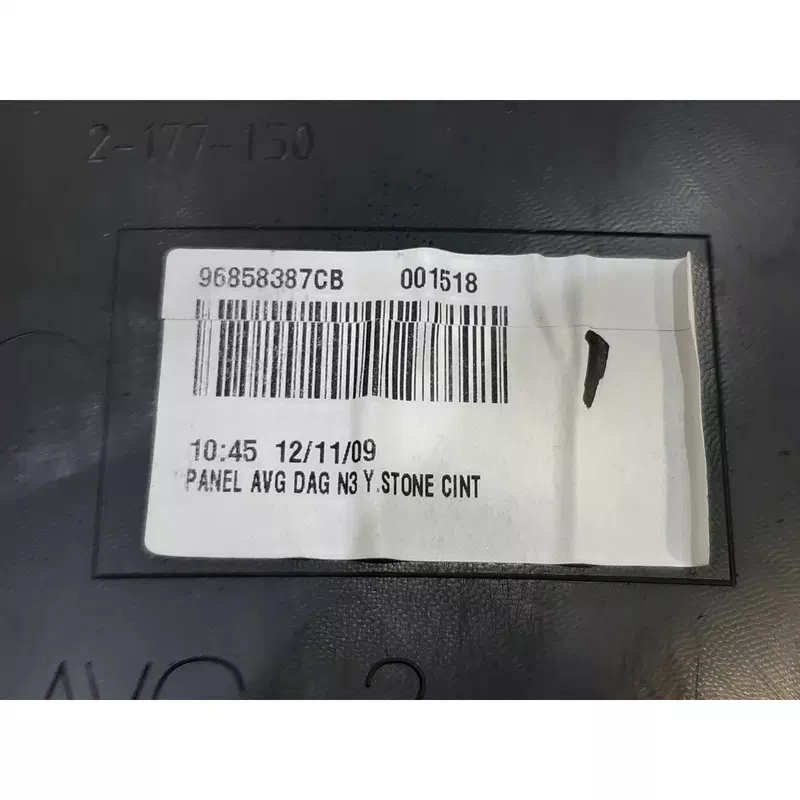 2-177-150
96858387CB 001518
10:45 12/11/09
PANEL AVG DAG N3 Y.STONE CINT